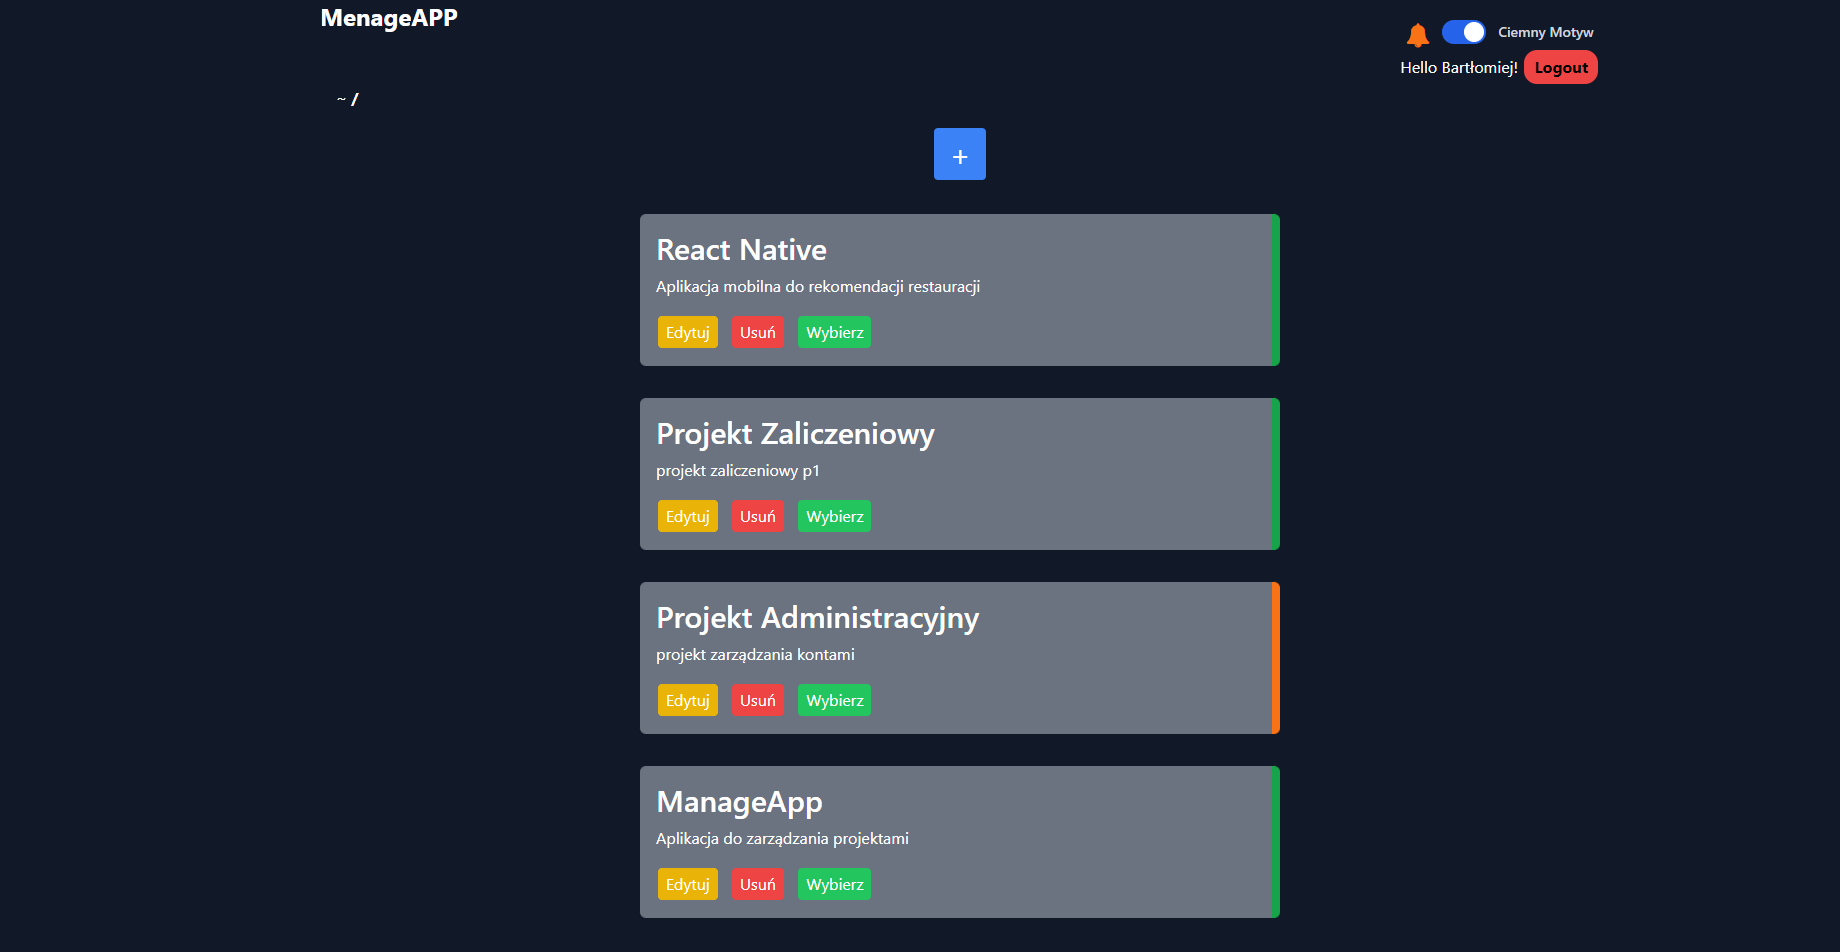 MenageAPP
Ciemny Motyw
Hello Bartłomiej! Logout
~ /
+
React Native
Aplikacja mobilna do rekomendacji restauracji
Edytuj Usuń Wybierz
Projekt Zaliczeniowy
projekt zaliczeniowy p1
Edytuj Usuń Wybierz
Projekt Administracyjny
projekt zarządzania kontami
Edytuj Usuń Wybierz
ManageApp
Aplikacja do zarządzania projektami
Edytuj Usuń Wybierz